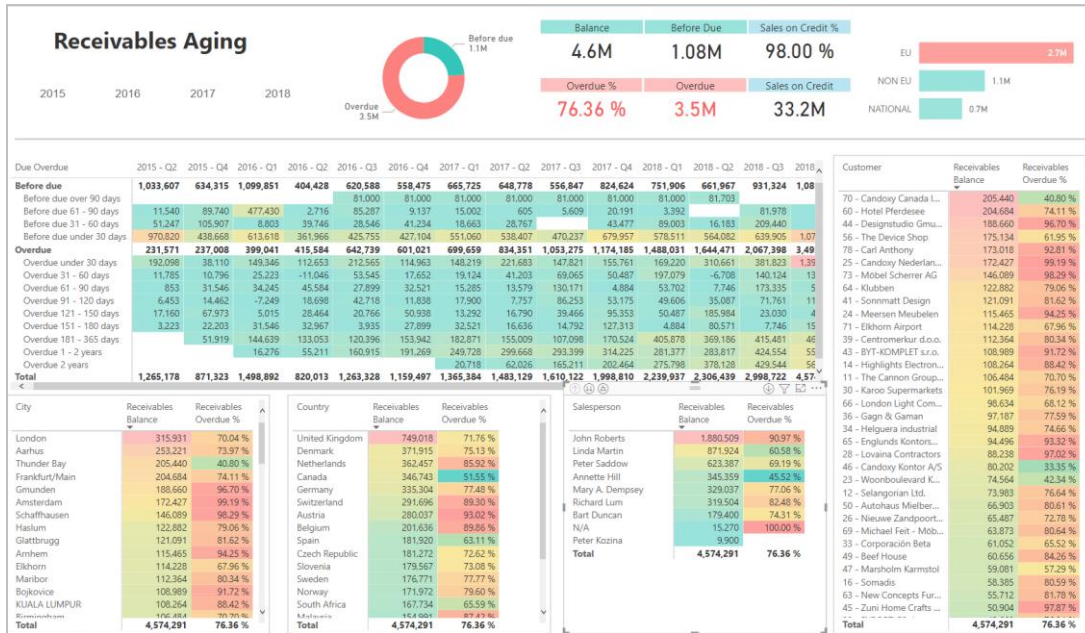 Receivables Aging
2015 2016 2017 2018
Before due
1.1M
Overdue
3.5M
Balance Before Due Sales on Credit %
4.6M 1.08M 98.00 %
Overdue % Overdue Sales on Credit
76.36 % 3.5M 33.2M
EU 2.7M
NON EU 1.1M
NATIONAL 0.7M
Due Overdue 2015 - Q2 2015 - Q4 2016 - Q1 2016 - Q2 2016 - Q3 2016 - Q4 2017 - Q1 2017 - Q2 2017 - Q3 2017 - Q4 2018 - Q1 2018 - Q2 2018 - Q3 2018
Before due 1,033,607 634,315 1,099,851 404,428 620,588 558,475 665,725 648,778 556,847 824,624 751,906 661,967 931,324 1,08
Before due over 90 days 81,000 81,000 81,000 81,000 81,000 81,000 81,000 81,703
Before due 61 - 90 days 11,540 89,740 477,430 2,716 85,287 9,137 15,002 605 5,609 20,191 3,392 81,978
Before due 31 - 60 days 51,247 105,907 8,803 39,746 28,546 41,234 18,663 28,767 43,477 89,003 16,183 209,440
Before due under 30 days 970,820 438,668 613,618 361,966 425,755 427,104 551,060 538,407 470,237 679,957 578,511 564,082 639,905 1,07
Overdue 231,571 237,008 399,041 415,584 642,739 601,021 699,659 834,351 1,053,275 1,174,185 1,488,031 1,644,471 2,067,398 3,49
Overdue under 30 days 192,098 38,110 149,346 112,653 212,565 114,963 148,219 221,683 147,821 155,761 169,220 310,661 381,823 1,39
Overdue 31 - 60 days 11,785 10,796 25,223 -11,046 53,545 17,652 19,124 41,203 69,065 50,487 197,079 -6,708 140,124 13
Overdue 61 - 90 days 853 31,546 34,245 45,584 27,899 32,521 15,285 13,579 130,171 4,884 53,702 7,746 173,335 5
Overdue 91 - 120 days 6,453 14,462 -7,249 18,698 42,718 11,838 17,900 7,757 86,253 53,175 49,606 35,087 71,761 11
Overdue 121 - 150 days 17,160 67,973 5,015 28,464 20,766 50,938 13,292 16,790 39,466 95,353 50,487 185,984 23,030 4
Overdue 151 - 180 days 3,223 22,203 31,546 32,967 3,935 27,899 32,521 16,636 14,792 127,313 4,884 80,571 7,746 15
Overdue 181 - 365 days 51,919 144,639 133,053 120,396 153,942 182,871 155,009 107,098 170,524 405,878 369,186 415,481 46
Overdue 1 - 2 years 16,276 55,211 160,915 191,269 249,728 299,668 293,399 314,225 281,377 283,817 424,554 55
Overdue 2 years 20,718 62,026 165,211 202,464 275,798 378,128 429,544 56
Total 1,265,178 871,323 1,498,892 820,013 1,263,328 1,159,497 1,365,384 1,483,129 1,610,122 1,998,810 2,239,937 2,306,439 2,998,722 4,57
City Receivables Balance Receivables Overdue %
London 315,931 70.04 %
Aarhus 253,221 73.97 %
Thunder Bay 205,440 40.80 %
Frankfurt/Main 204,684 74.11 %
Gmunden 188,660 96.70 %
Amsterdam 172,427 99.19 %
Schaffhausen 146,089 98.29 %
Haslum 122,882 79.06 %
Glattbrugg 121,091 81.62 %
Arnhem 115,465 94.25 %
Elkhorn 114,228 67.96 %
Maribor 112,364 80.34 %
Bojkovice 108,989 91.72 %
KUALA LUMPUR 108,264 88.42 %
Birmingham 106,484 70.70 %
Total 4,574,291 76.36 %
Country Receivables Balance Receivables Overdue %
United Kingdom 749,018 71.76 %
Denmark 371,915 75.13 %
Netherlands 362,457 85.92 %
Canada 346,743 51.55 %
Germany 335,304 77.48 %
Switzerland 291,696 89.30 %
Austria 280,037 93.02 %
Belgium 201,636 89.86 %
Spain 181,920 63.11 %
Czech Republic 181,272 72.62 %
Slovenia 179,567 73.08 %
Sweden 176,771 77.77 %
Norway 171,972 79.60 %
South Africa 167,734 65.59 %
Malaysia 154,991 87.42 %
Total 4,574,291 76.36 %
Salesperson Receivables Balance Receivables Overdue %
John Roberts 1.880,509 90.97 %
Linda Martin 871,924 60.58 %
Peter Saddow 623,387 69.19 %
Annette Hill 345,359 45.52 %
Mary A. Dempsey 329,037 77.06 %
Richard Lum 319,504 82.48 %
Bart Duncan 179,400 74.31 %
N/A 15,270 100.00 %
Peter Kozina 9,900
Total 4,574,291 76.36 %
Customer Receivables Balance Receivables Overdue %
70 - Candoxy Canada I... 205,440 40.80 %
60 - Hotel Pferdesee 204,684 74.11 %
44 - Designstudio Gmu... 188,660 96.70 %
56 - The Device Shop 175,134 61.95 %
78 - Carl Anthony 173,018 92.81 %
25 - Candoxy Nederlan... 172,427 99.19 %
73 - Möbel Scherrer AG 146,089 98.29 %
64 - Klubben 122,882 79.06 %
41 - Sonnmatt Design 121,091 81.62 %
24 - Meersen Meubelen 115,465 94.25 %
71 - Elkhorn Airport 114,228 67.96 %
39 - Centromerkur d.o.o. 112,364 80.34 %
43 - BYT-KOMPLET s.r.o. 108,989 91.72 %
14 - Highlights Electron... 108,264 88.42 %
11 - The Cannon Group... 106,484 70.70 %
30 - Karoo Supermarkets 101,969 76.19 %
66 - London Light Com... 98,634 68.12 %
36 - Gagn & Gaman 97,187 77.59 %
34 - Helguera industrial 94,889 74.66 %
65 - Englunds Kontors... 94,496 93.32 %
28 - Lovaina Contractors 88,238 97.02 %
46 - Candoxy Kontor A/S 80,202 33.35 %
23 - Woonboulevard K... 74,564 42.34 %
12 - Selangorian Ltd. 73,983 76.64 %
50 - Autohaus Mielber... 66,903 80.61 %
26 - Nieuwe Zandpoort... 65,487 72.78 %
69 - Michael Feit - Möb... 63,873 80.64 %
33 - Corporación Beta 61,052 65.52 %
49 - Beef House 60,656 84.26 %
47 - Marsholm Karmstol 59,081 57.29 %
16 - Somadis 58,385 80.59 %
63 - New Concepts Fur... 55,712 81.78 %
45 - Zuni Home Crafts ... 50,904 97.87 %
Total 4,574,291 76.36 %